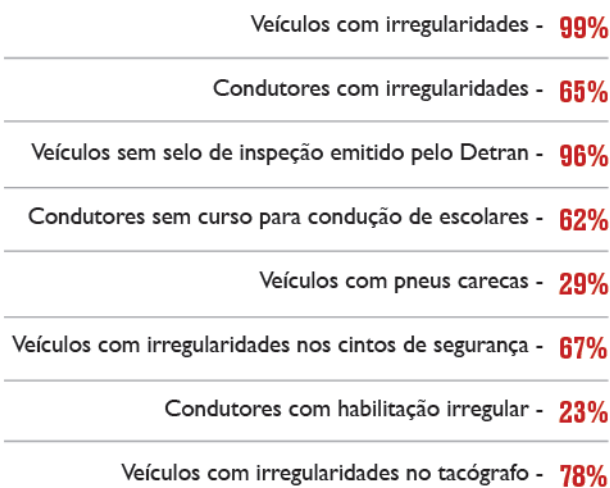 Veículos com irregularidades - 99%
Condutores com irregularidades - 65%
Veículos sem selo de inspeção emitido pelo Detran - 96%
Condutores sem curso para condução de escolares - 62%
Veículos com pneus carecas - 29%
Veículos com irregularidades nos cintos de segurança - 67%
Condutores com habilitação irregular - 23%
Veículos com irregularidades no tacógrafo - 78%